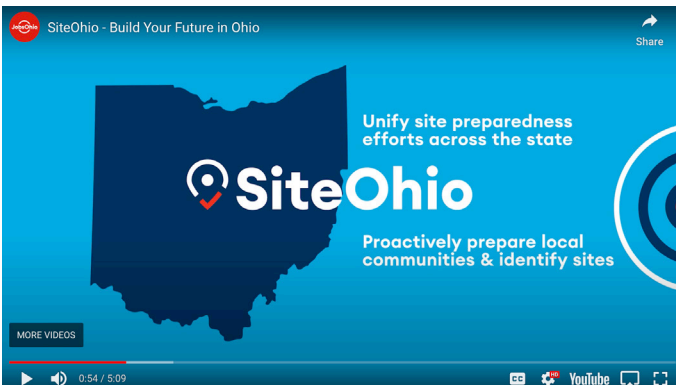 JobsOhio
SiteOhio - Build Your Future in Ohio
Share
Unify site preparedness
efforts across the state
SiteOhio
Proactively prepare local
communities & identify sites
MORE VIDEOS
0:54 / 5:09
CC
HD
YouTube